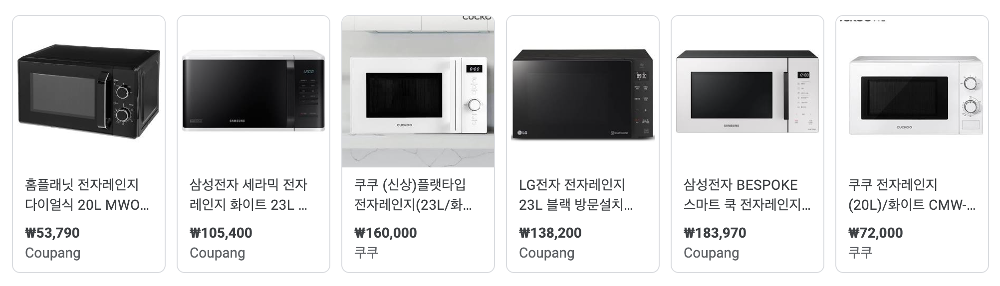 CUCKOO
1200
SAMSUNG
0:00
CUCKOO
09:30
LG
Smart Inverter
12:00
SAMSUNG
CUCKOO
홈플래닛 전자레인지
다이얼식 20L MWO...
₩53,790
Coupang
삼성전자 세라믹 전자
레인지 화이트 23L ...
₩105,400
Coupang
쿠쿠 (신상)플랫타입
전자레인지(23L/화...
₩160,000
쿠쿠
LG전자 전자레인지
23L 블랙 방문설치...
₩138,200
Coupang
삼성전자 BESPOKE
스마트 쿡 전자레인지...
₩183,970
Coupang
쿠쿠 전자레인지
(20L)/화이트 CMW-...
₩72,000
쿠쿠